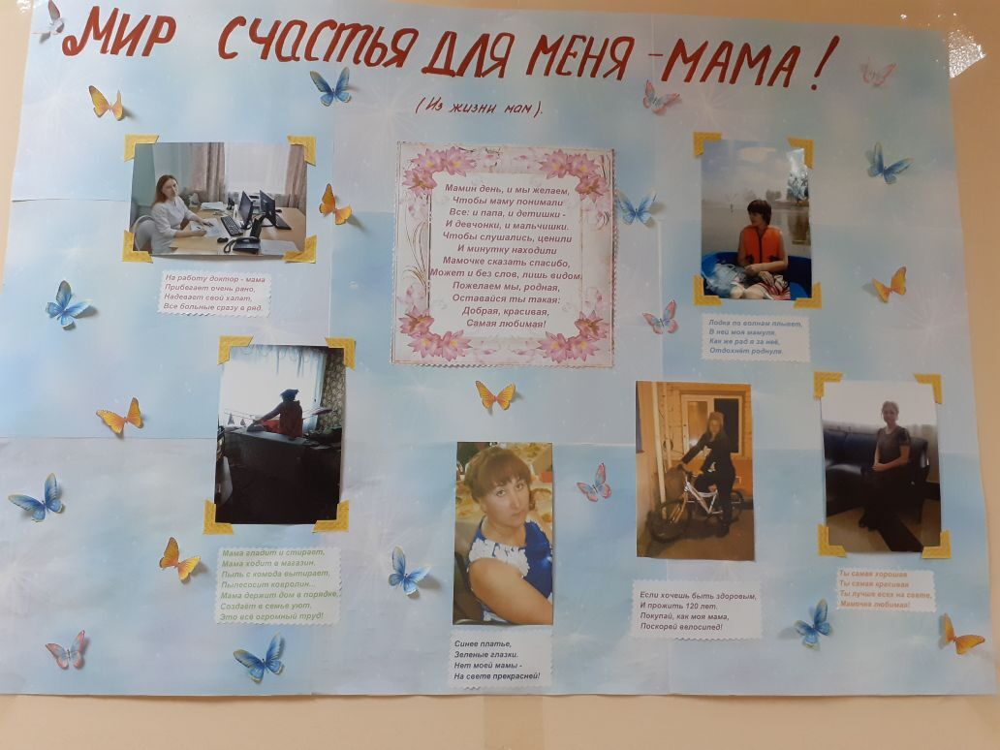 МИР СЧАСТЬЯ ДЛЯ МЕНЯ - МАМА!
(Из жизни мам).
Мамин день, и мы желаем,
Чтобы маму понимали
Все: и папа, и детишки -
И девчонки, и мальчишки.
Чтобы слушались, ценили
И минутку находили
Мамочке сказать спасибо,
Может и без слов, лишь видом.
Пожелаем мы, родная,
Оставайся ты такая:
Добрая, красивая,
Самая любимая!
На работу доктор - мама
Прибегает очень рано,
Надевает свой халат,
Все больные сразу в ряд.
Лодка по волнам плывет,
В ней моя мамуля.
Как же рад я за неё,
Отдохнёт роднуля.
Мама гладит и стирает,
Мама ходит в магазин.
Пыль с комода вытирает,
Пылесосит ковролин...
Мама держит дом в порядке,
Создаёт в семье уют.
Это всё огромный труд!
Синее платье,
Зеленые глазки.
Нет моей мамы -
На свете прекрасней!
Если хочешь быть здоровым,
И прожить 120 лет.
Покупай, как моя мама,
Поскорей велосипед!
Ты самая хорошая
Ты самая красивая
Ты лучше всех на свете,
Мамочка любимая!